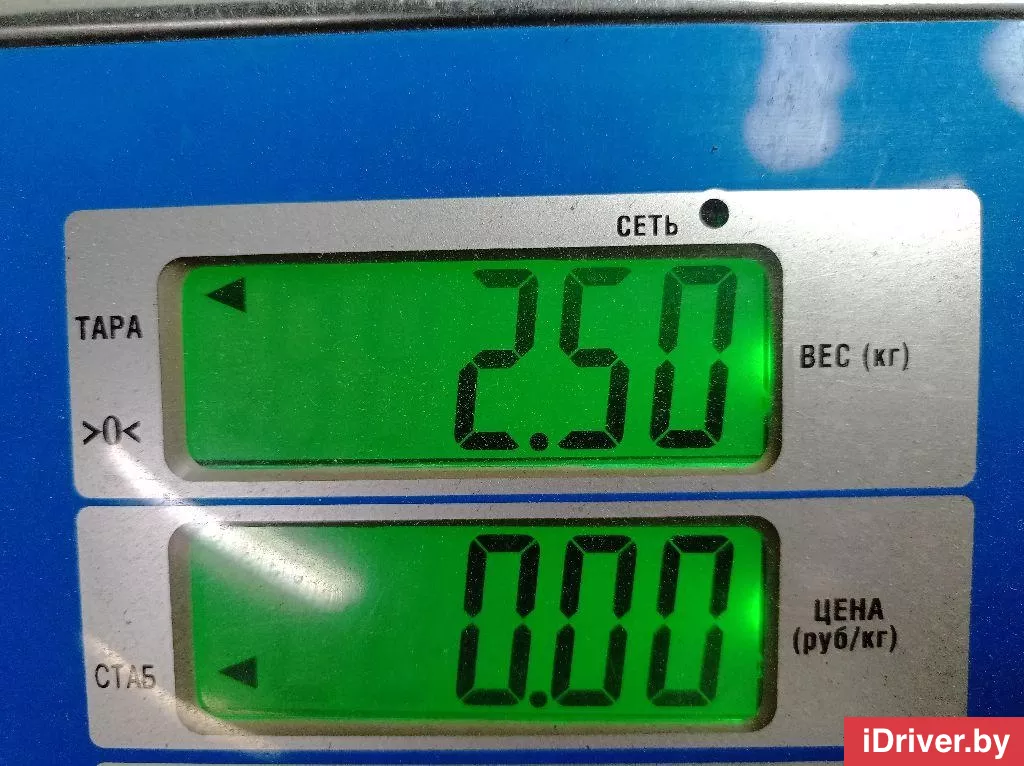 СЕТЬ
ТАРА
2.50
ВЕС (кг)
>0<
0.00
ЦЕНА
(руб/кг)
СТАБ
iDriver.by